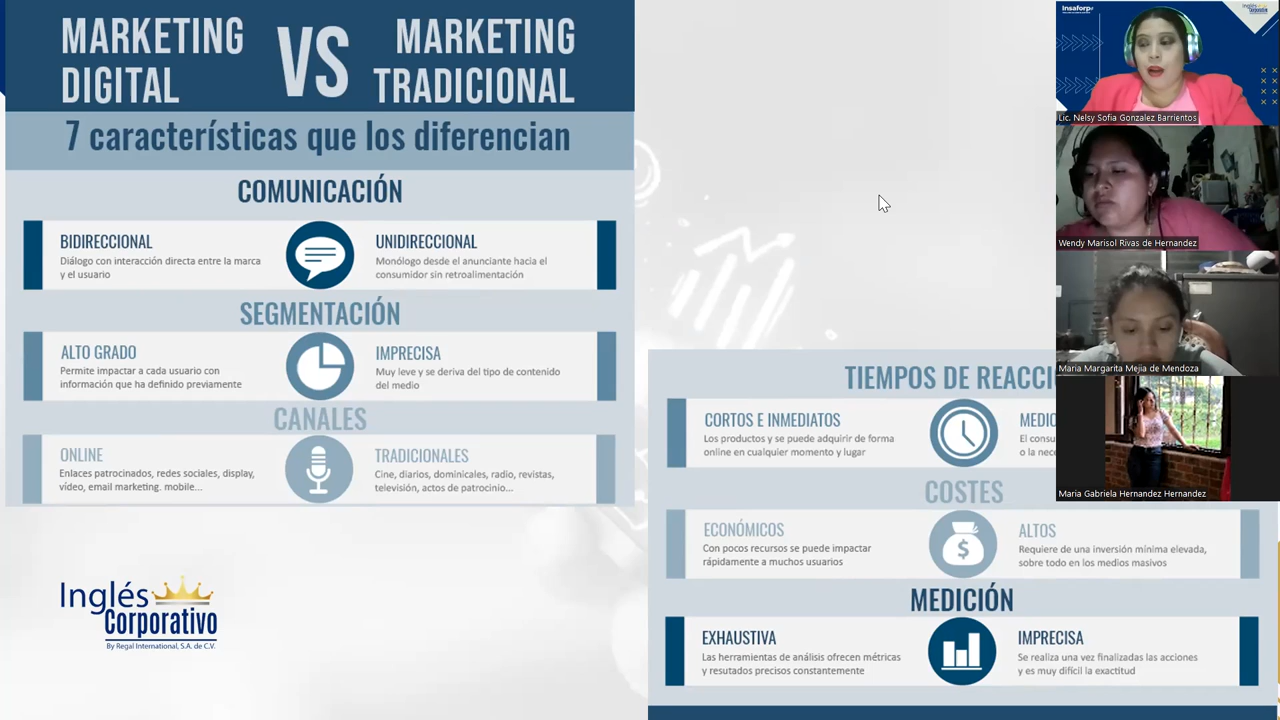 MARKETING
DIGITAL
VS
MARKETING
TRADICIONAL
7 características que los diferencian
COMUNICACIÓN
BIDIRECCIONAL
Diálogo con interacción directa entre la marca
y el usuario
UNIDIRECCIONAL
Monólogo desde el anunciante hacia el
consumidor sin retroalimentación
SEGMENTACIÓN
ALTO GRADO
Permite impactar a cada usuario con
información que ha definido previamente
IMPRECISA
Muy leve y se deriva del tipo de contenido
del medio
CANALES
ONLINE
Enlaces patrocinados, redes sociales, display,
vídeo, email marketing. mobile...
TRADICIONALES
Cine, diarios, dominicales, radio, revistas,
televisión, actos de patrocinio...
Inglés
Corporativo
By Regal International, S.A. de C.V.
TIEMPOS DE REACCI
CORTOS E INMEDIATOS
Los productos y se puede adquirir de forma
online en cualquier momento y lugar
MEDIO
El consu
o la nece
COSTES
ECONÓMICOS
Con pocos recursos se puede impactar
rápidamente a muchos usuarios
ALTOS
Requiere de una inversión mínima elevada,
sobre todo en los medios masivos
MEDICIÓN
EXHAUSTIVA
Las herramientas de análisis ofrecen métricas
y resutados precisos constantemente
IMPRECISA
Se realiza una vez finalizadas las acciones
y es muy difícil la exactitud
Insaforp
Lic. Nelsy Sofia Gonzalez Barrientos
Wendy Marisol Rivas de Hernandez
Maria Margarita Mejia de Mendoza
Maria Gabriela Hernandez Hernandez